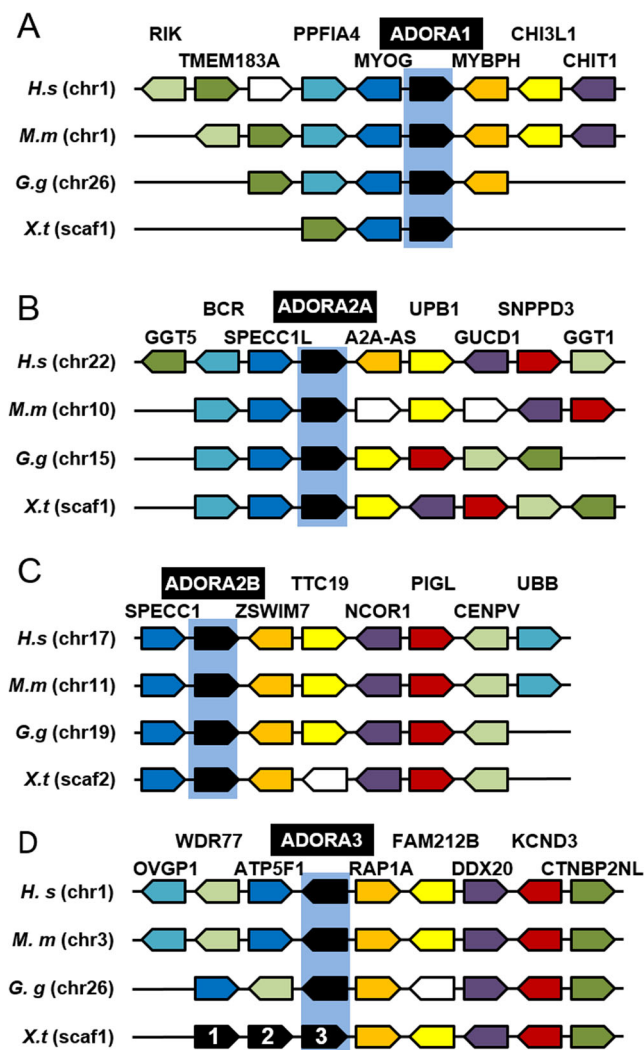 A
RIK PPFIA4 ADORA1 CHI3L1
TMEM183A MYOG MYBPH CHIT1
H.s (chr1)
M.m (chr1)
G.g (chr26)
X.t (scaf1)
B
BCR ADORA2A UPB1 SNPPD3
GGT5 SPECC1L A2A-AS GUCD1 GGT1
H.s (chr22)
M.m (chr10)
G.g (chr15)
X.t (scaf1)
C
ADORA2B TTC19 PIGL UBB
SPECC1 ZSWIM7 NCOR1 CENPV
H.s (chr17)
M.m (chr11)
G.g (chr19)
X.t (scaf2)
D
WDR77 ADORA3 FAM212B KCND3
OVGP1 ATP5F1 RAP1A DDX20 CTNBP2NL
H. s (chr1)
M. m (chr3)
G. g (chr26)
X.t (scaf1) 1 2 3